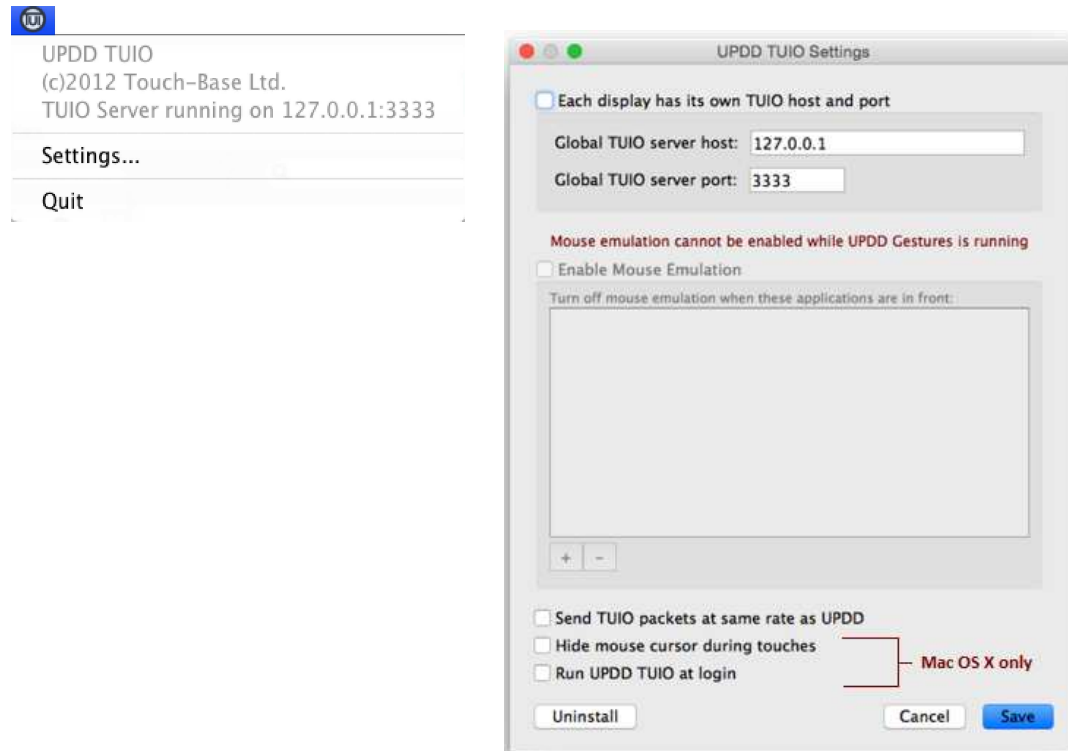 TUI
UPDD TUIO
(c)2012 Touch-Base Ltd.
TUIO Server running on 127.0.0.1:3333
Settings...
Quit
UPDD TUIO Settings
Each display has its own TUIO host and port
Global TUIO server host: 127.0.0.1
Global TUIO server port: 3333
Mouse emulation cannot be enabled while UPDD Gestures is running
Enable Mouse Emulation
Turn off mouse emulation when these applications are in front:
+ -
Send TUIO packets at same rate as UPDD
Hide mouse cursor during touches
Run UPDD TUIO at login
Mac OS X only
Uninstall Cancel Save